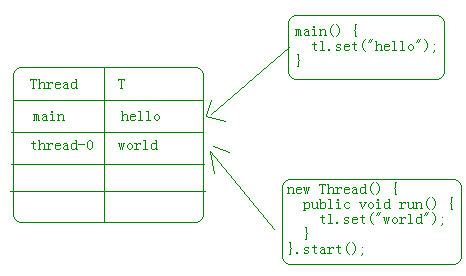 main() {
tl.set("hello");
}
Thread T
main hello
thread-0 world
new Thread() {
public void run() {
tl.set("world");
}
}.start();